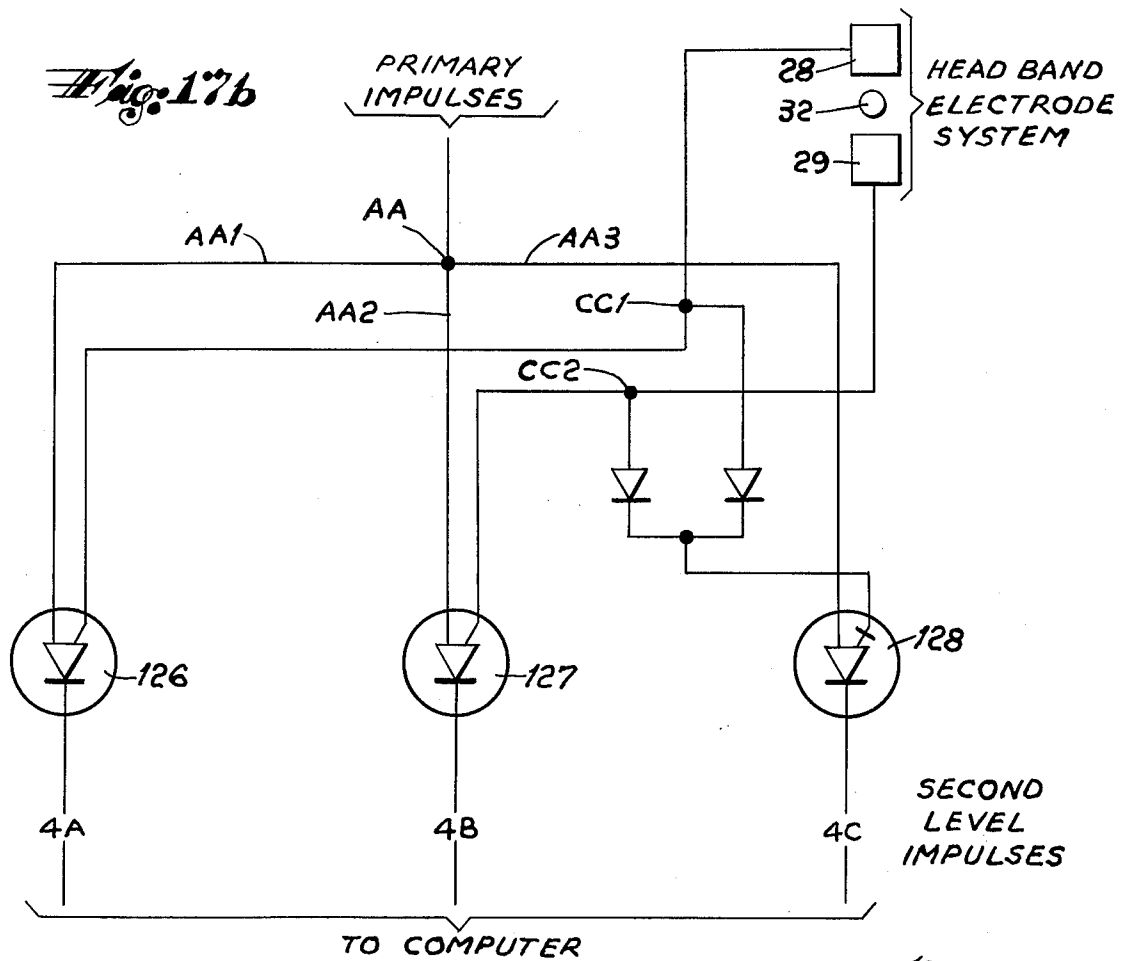 Fig. 17b
PRIMARY
IMPULSES
28
32
29
HEAD BAND
ELECTRODE
SYSTEM
AA
AA1
AA3
AA2
CC1
CC2
126
127
128
4A
4B
4C
SECOND
LEVEL
IMPULSES
TO COMPUTER